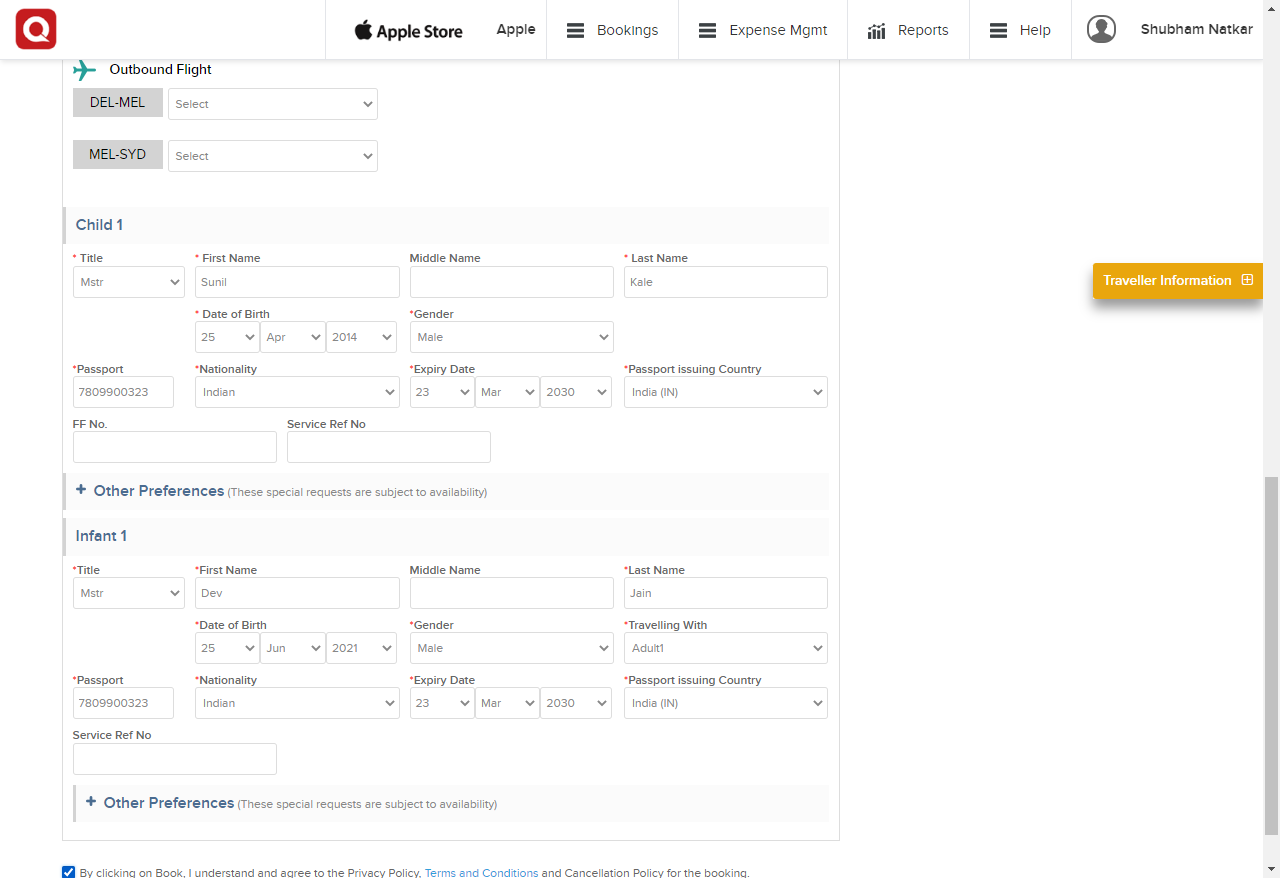 Apple Store Apple Bookings Expense Mgmt Reports Help Shubham Natkar
Outbound Flight
DEL-MEL Select
MEL-SYD Select
Child 1
* Title * First Name Middle Name * Last Name
Mstr Sunil Kale
Traveller Information
* Date of Birth *Gender
25 Apr 2014 Male
*Passport *Nationality *Expiry Date *Passport issuing Country
7809900323 Indian 23 Mar 2030 India (IN)
FF No. Service Ref No
+ Other Preferences (These special requests are subject to availability)
Infant 1
*Title *First Name Middle Name *Last Name
Mstr Dev Jain
*Date of Birth *Gender *Travelling With
25 Jun 2021 Male Adult1
*Passport *Nationality *Expiry Date *Passport issuing Country
7809900323 Indian 23 Mar 2030 India (IN)
Service Ref No
+ Other Preferences (These special requests are subject to availability)
By clicking on Book, I understand and agree to the Privacy Policy, Terms and Conditions and Cancellation Policy for the booking.